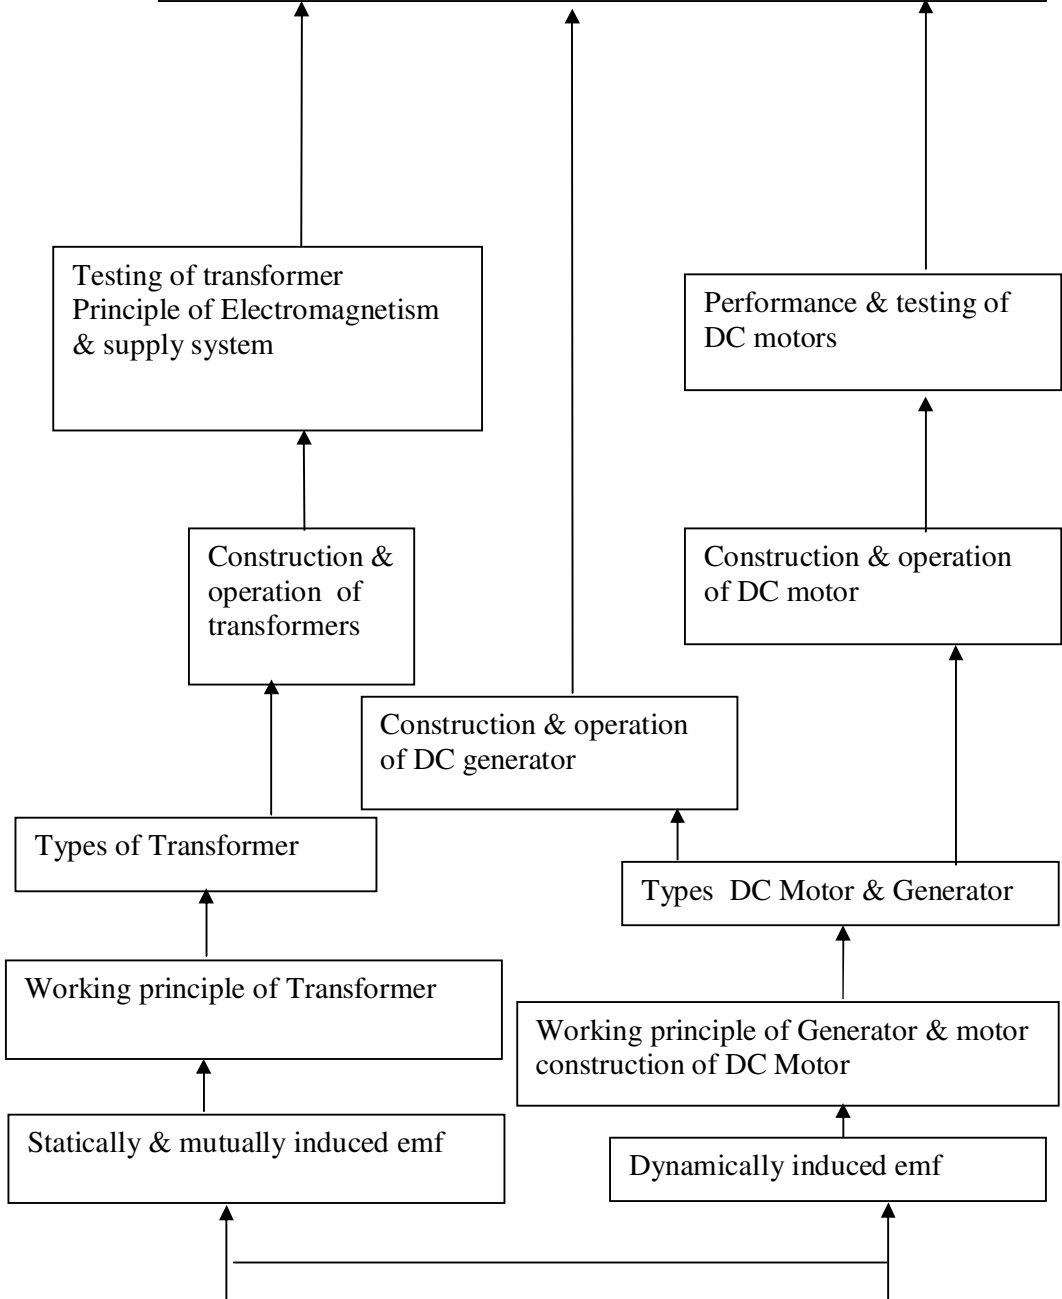 Testing of transformer
Principle of Electromagnetism
& supply system
Performance & testing of
DC motors
Construction &
operation  of
transformers
Construction & operation
of DC motor
Construction & operation
of DC generator
Types of Transformer
Types  DC Motor & Generator
Working principle of Transformer
Working principle of Generator & motor
construction of DC Motor
Statically & mutually induced emf
Dynamically induced emf